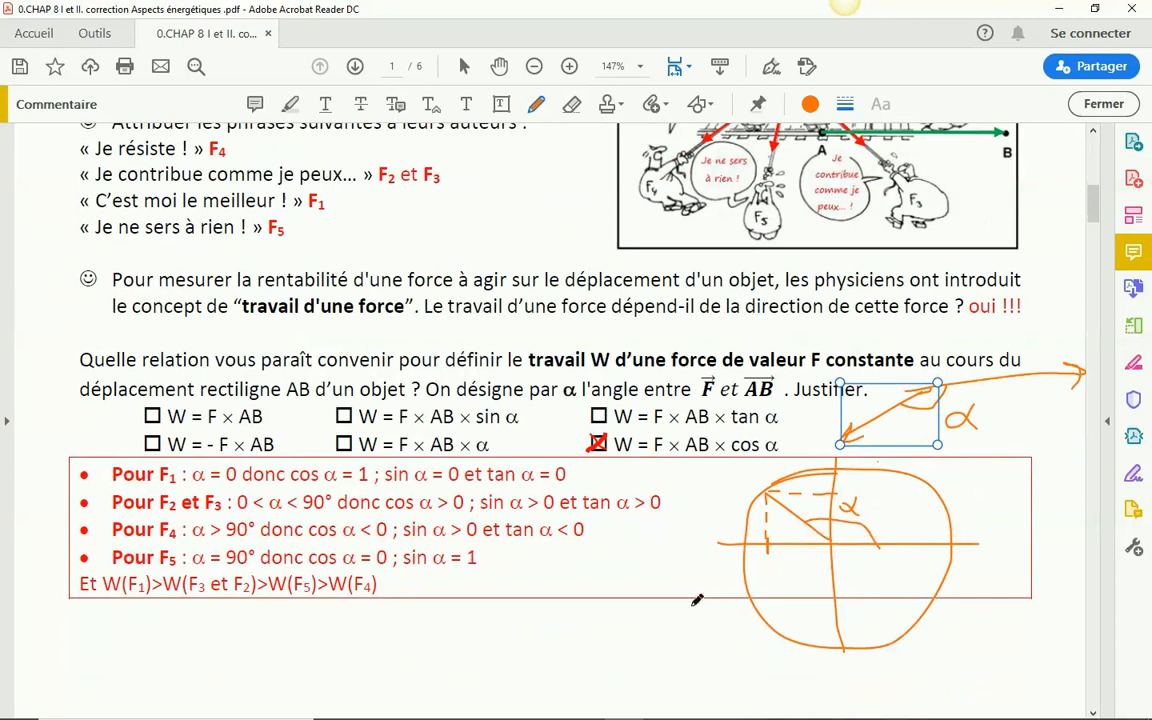 0.CHAP 8 I et II. correction Aspects énergétiques .pdf - Adobe Acrobat Reader DC
Accueil Outils 0.CHAP 8 I et II. co... × Se connecter
1 / 6 147% Partager
Commentaire Aa Fermer
Attribuer les phrases suivantes à leurs auteurs :
« Je résiste ! » F4
« Je contribue comme je peux... » F2 et F3
« C'est moi le meilleur ! » F1
« Je ne sers à rien ! » F5
A B
Je ne sers
à rien !
Je
contribue
comme je
peux... !
F4 F5 F3
Pour mesurer la rentabilité d'une force à agir sur le déplacement d'un objet, les physiciens ont introduit
le concept de "travail d'une force". Le travail d'une force dépend-il de la direction de cette force ? oui !!!
Quelle relation vous paraît convenir pour définir le travail W d'une force de valeur F constante au cours du
déplacement rectiligne AB d'un objet ? On désigne par α l'angle entre F et AB . Justifier.
☐ W = F × AB ☐ W = F × AB × sin α ☐ W = F × AB × tan α
☐ W = - F × AB ☐ W = F × AB × α ☒ W = F × AB × cos α
α
• Pour F1 : α = 0 donc cos α = 1 ; sin α = 0 et tan α = 0
• Pour F2 et F3 : 0 < α < 90° donc cos α > 0 ; sin α > 0 et tan α > 0
• Pour F4 : α > 90° donc cos α < 0 ; sin α > 0 et tan α < 0
• Pour F5 : α = 90° donc cos α = 0 ; sin α = 1
Et W(F1)>W(F3 et F2)>W(F5)>W(F4)
α